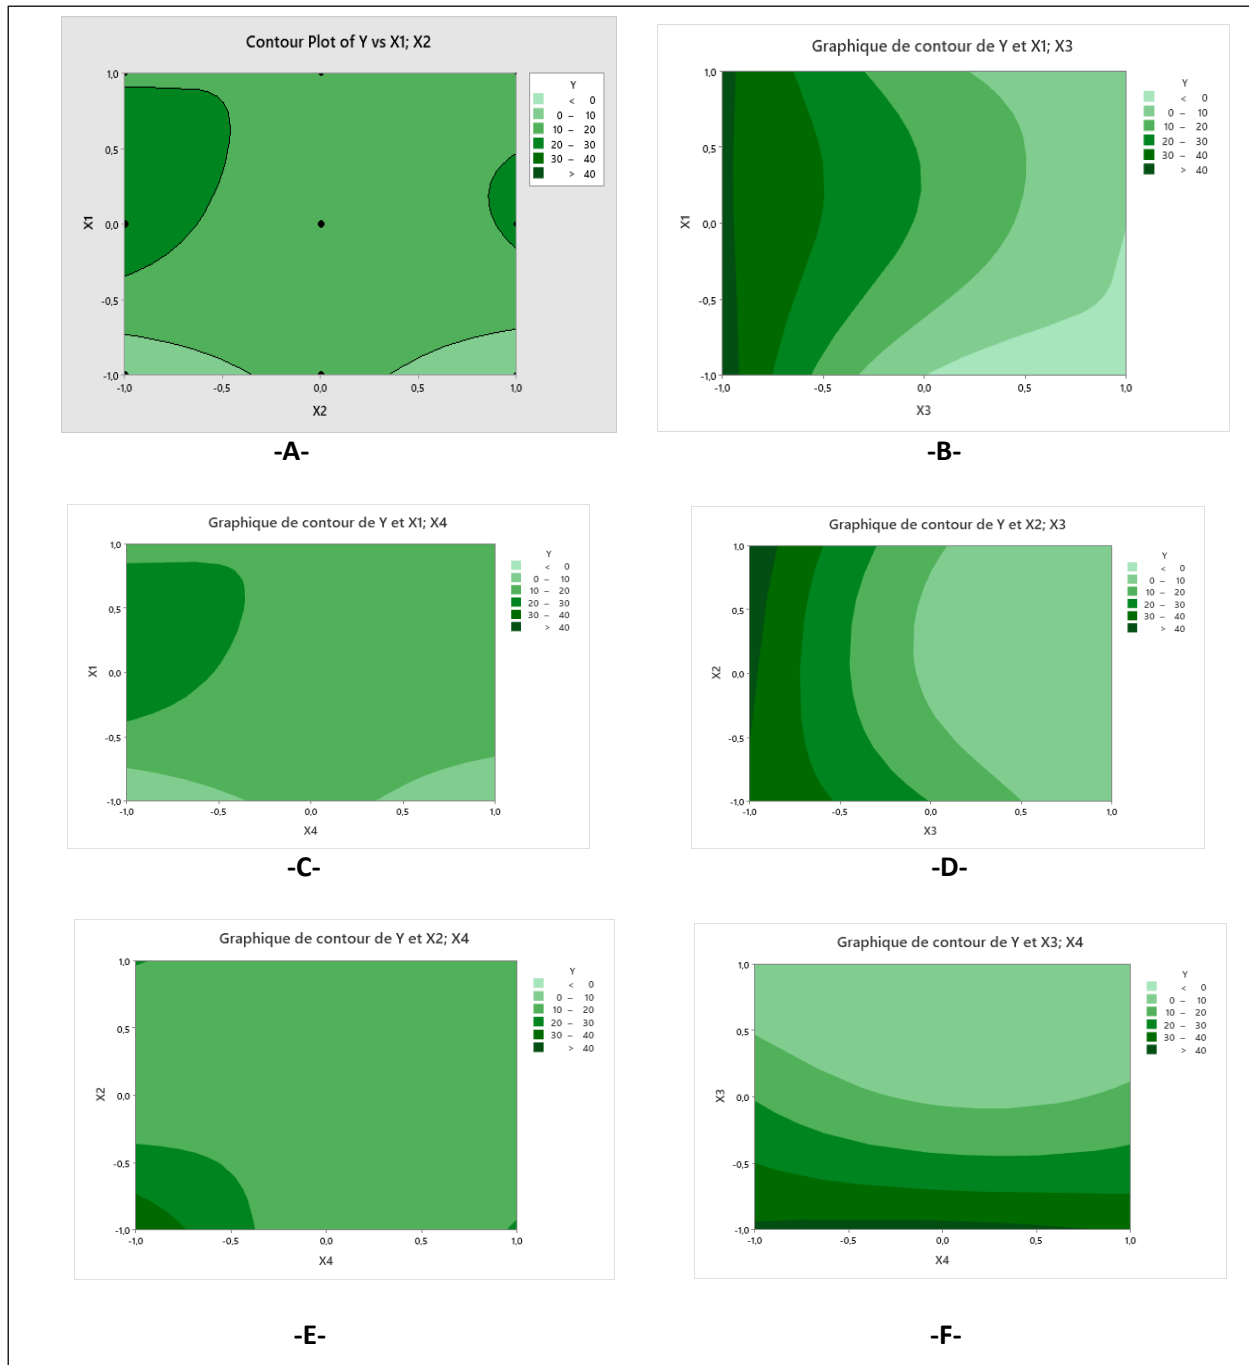 Contour Plot of Y vs X1; X2
1,0
0,5
0,0
-0,5
-1,0
X1
-1,0 -0,5 0,0 0,5 1,0
X2
Y
< 0
0 – 10
10 – 20
20 – 30
30 – 40
> 40
-A-
Graphique de contour de Y et X1; X3
1,0
0,5
0,0
-0,5
-1,0
X1
-1,0 -0,5 0,0 0,5 1,0
X3
Y
< 0
0 – 10
10 – 20
20 – 30
30 – 40
> 40
-B-
Graphique de contour de Y et X1; X4
1,0
0,5
0,0
-0,5
-1,0
X1
-1,0 -0,5 0,0 0,5 1,0
X4
Y
< 0
0 – 10
10 – 20
20 – 30
30 – 40
> 40
-C-
Graphique de contour de Y et X2; X3
1,0
0,5
0,0
-0,5
-1,0
X2
-1,0 -0,5 0,0 0,5 1,0
X3
Y
< 0
0 – 10
10 – 20
20 – 30
30 – 40
> 40
-D-
Graphique de contour de Y et X2; X4
1,0
0,5
0,0
-0,5
-1,0
X2
-1,0 -0,5 0,0 0,5 1,0
X4
Y
< 0
0 – 10
10 – 20
20 – 30
30 – 40
> 40
-E-
Graphique de contour de Y et X3; X4
1,0
0,5
0,0
-0,5
-1,0
X3
-1,0 -0,5 0,0 0,5 1,0
X4
Y
< 0
0 – 10
10 – 20
20 – 30
30 – 40
> 40
-F-